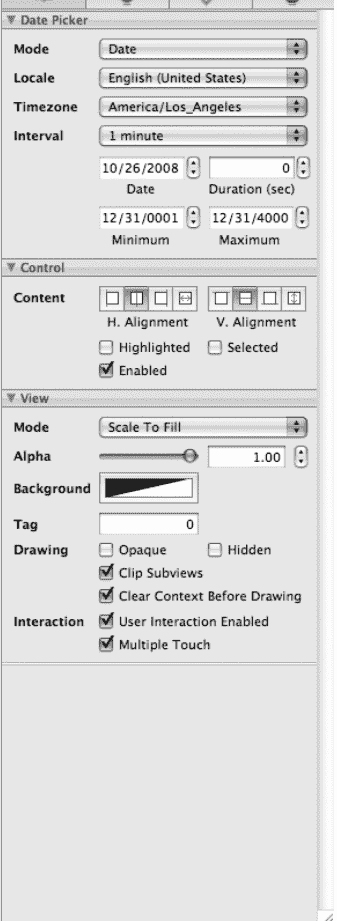 Date Picker
Mode Date
Locale English (United States)
Timezone America/Los_Angeles
Interval 1 minute
10/26/2008 0
Date Duration (sec)
12/31/0001 12/31/4000
Minimum Maximum
Control
Content
H. Alignment V. Alignment
Highlighted Selected
Enabled
View
Mode Scale To Fill
Alpha 1.00
Background
Tag 0
Drawing Opaque Hidden
Clip Subviews
Clear Context Before Drawing
Interaction User Interaction Enabled
Multiple Touch